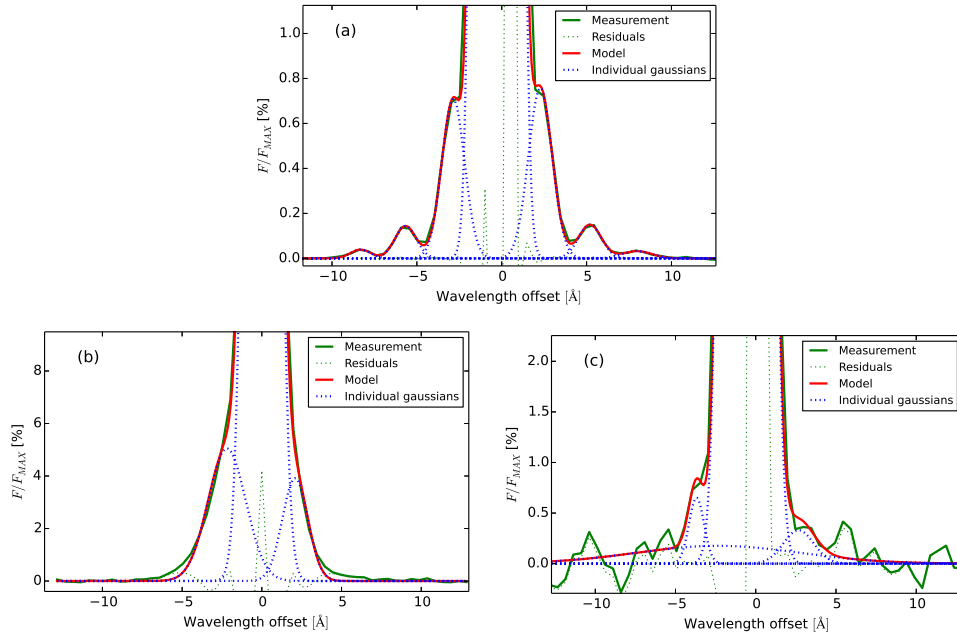 (a)
Measurement
Residuals
Model
Individual gaussians
F/F_MAX [%]
1.0
0.8
0.6
0.4
0.2
0.0
−10 −5 0 5 10
Wavelength offset [Å]
(b)
Measurement
Residuals
Model
Individual gaussians
F/F_MAX [%]
8
6
4
2
0
−10 −5 0 5 10
Wavelength offset [Å]
(c)
Measurement
Residuals
Model
Individual gaussians
F/F_MAX [%]
2.0
1.5
1.0
0.5
0.0
−10 −5 0 5 10
Wavelength offset [Å]